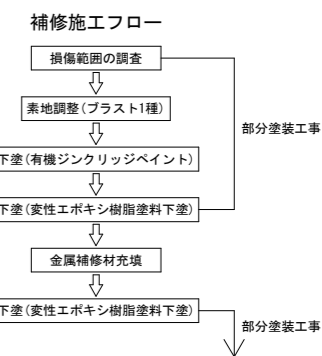 補修施工フロー
損傷範囲の調査
素地調整(ブラスト1種)
部分塗装工事
下塗(有機ジンクリッジペイント)
下塗(変性エポキシ樹脂塗料下塗)
金属補修材充填
下塗(変性エポキシ樹脂塗料下塗)
部分塗装工事